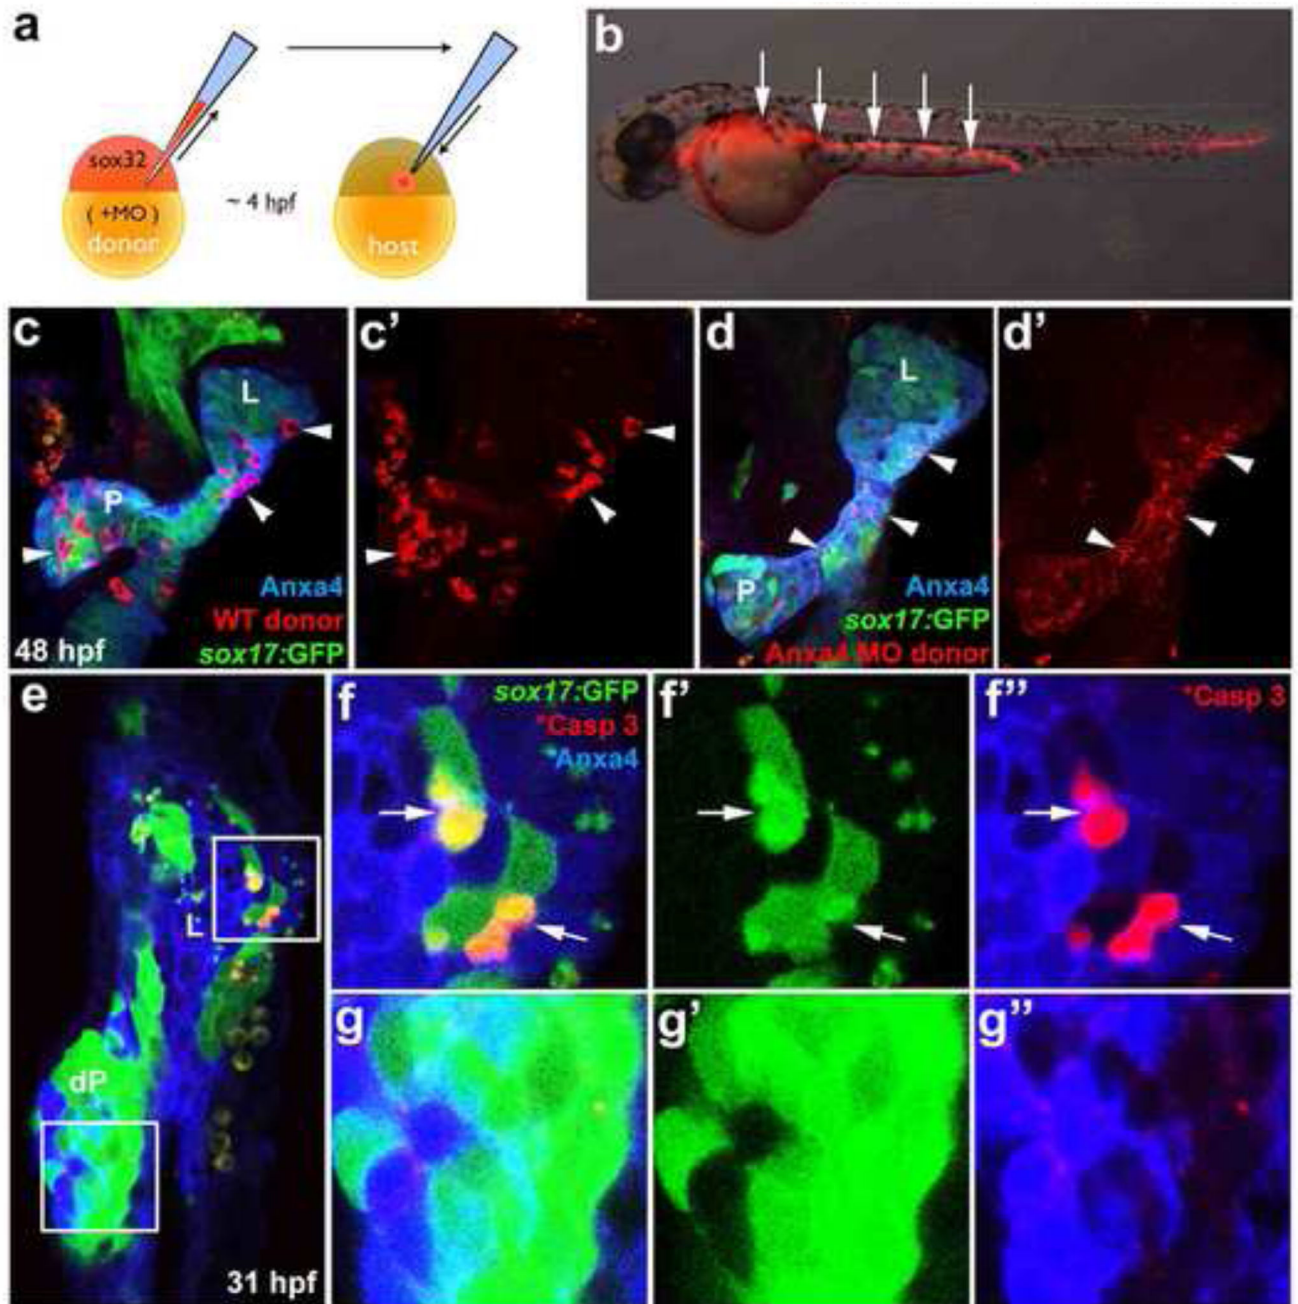 a
sox32
( +MO )
donor
~ 4 hpf
host
b
c
L
P
Anxa4
WT donor
48 hpf
sox17:GFP
c’
d
L
P
Anxa4
sox17:GFP
Anxa4 MO donor
d’
e
L
dP
31 hpf
f
sox17:GFP
*Casp 3
*Anxa4
f’
f’’
*Casp 3
g
g’
g’’